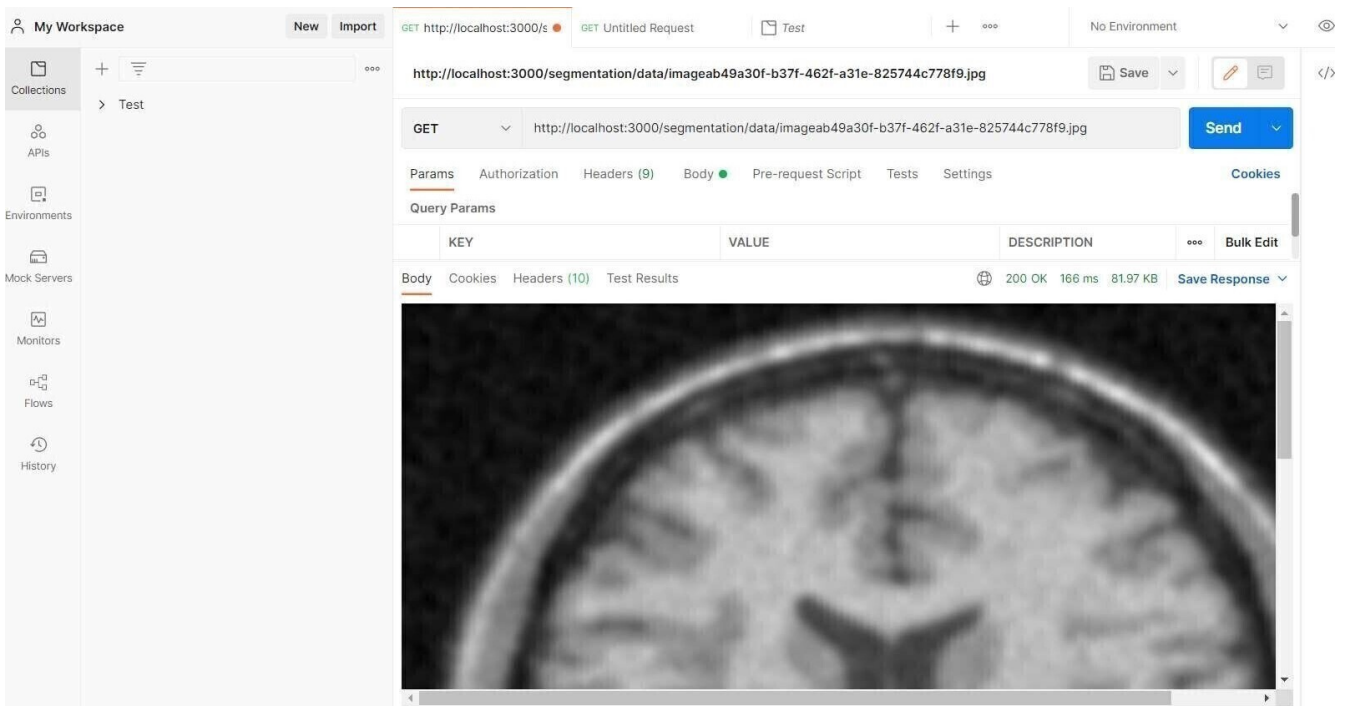 My Workspace New Import GET http://localhost:3000/s GET Untitled Request Test No Environment
Collections
Test
APIs
Environments
Mock Servers
Monitors
Flows
History
http://localhost:3000/segmentation/data/imageab49a30f-b37f-462f-a31e-825744c778f9.jpg Save
GET http://localhost:3000/segmentation/data/imageab49a30f-b37f-462f-a31e-825744c778f9.jpg Send
Params Authorization Headers (9) Body Pre-request Script Tests Settings Cookies
Query Params
KEY VALUE DESCRIPTION Bulk Edit
Body Cookies Headers (10) Test Results 200 OK 166 ms 81.97 KB Save Response